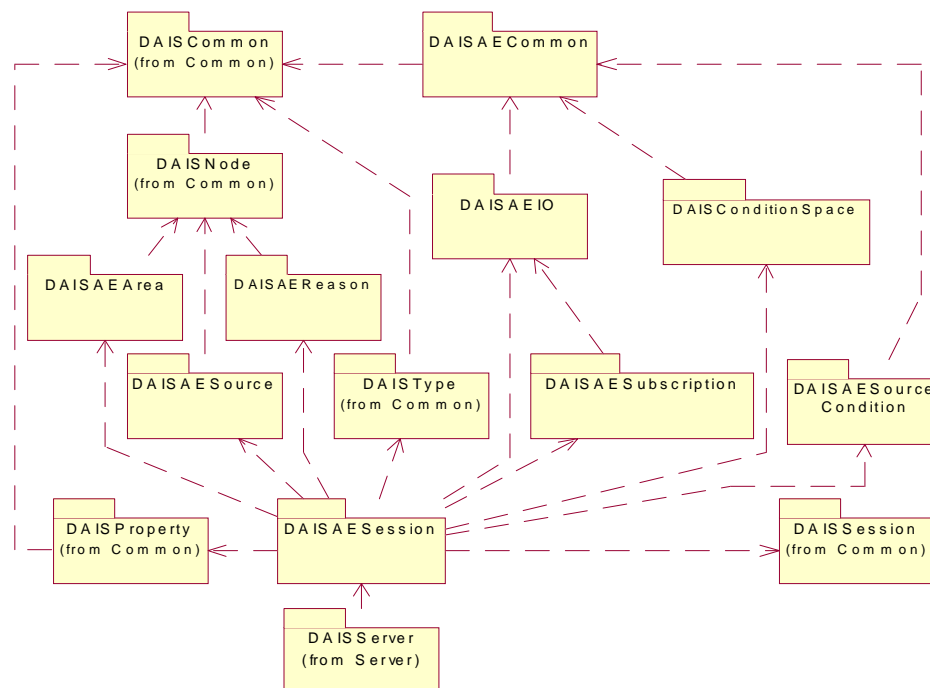 DAISCommon
(from Common)
DAISAECommon
DAISNode
(from Common)
DAISAEIO
DAISConditionSpace
DAISAEArea
DAISAEReason
DAISAESource
DAISType
(from Common)
DAISAESubscription
DAISAESource
Condition
DAISProperty
(from Common)
DAISAESession
DAISSession
(from Common)
DAISServer
(from Server)